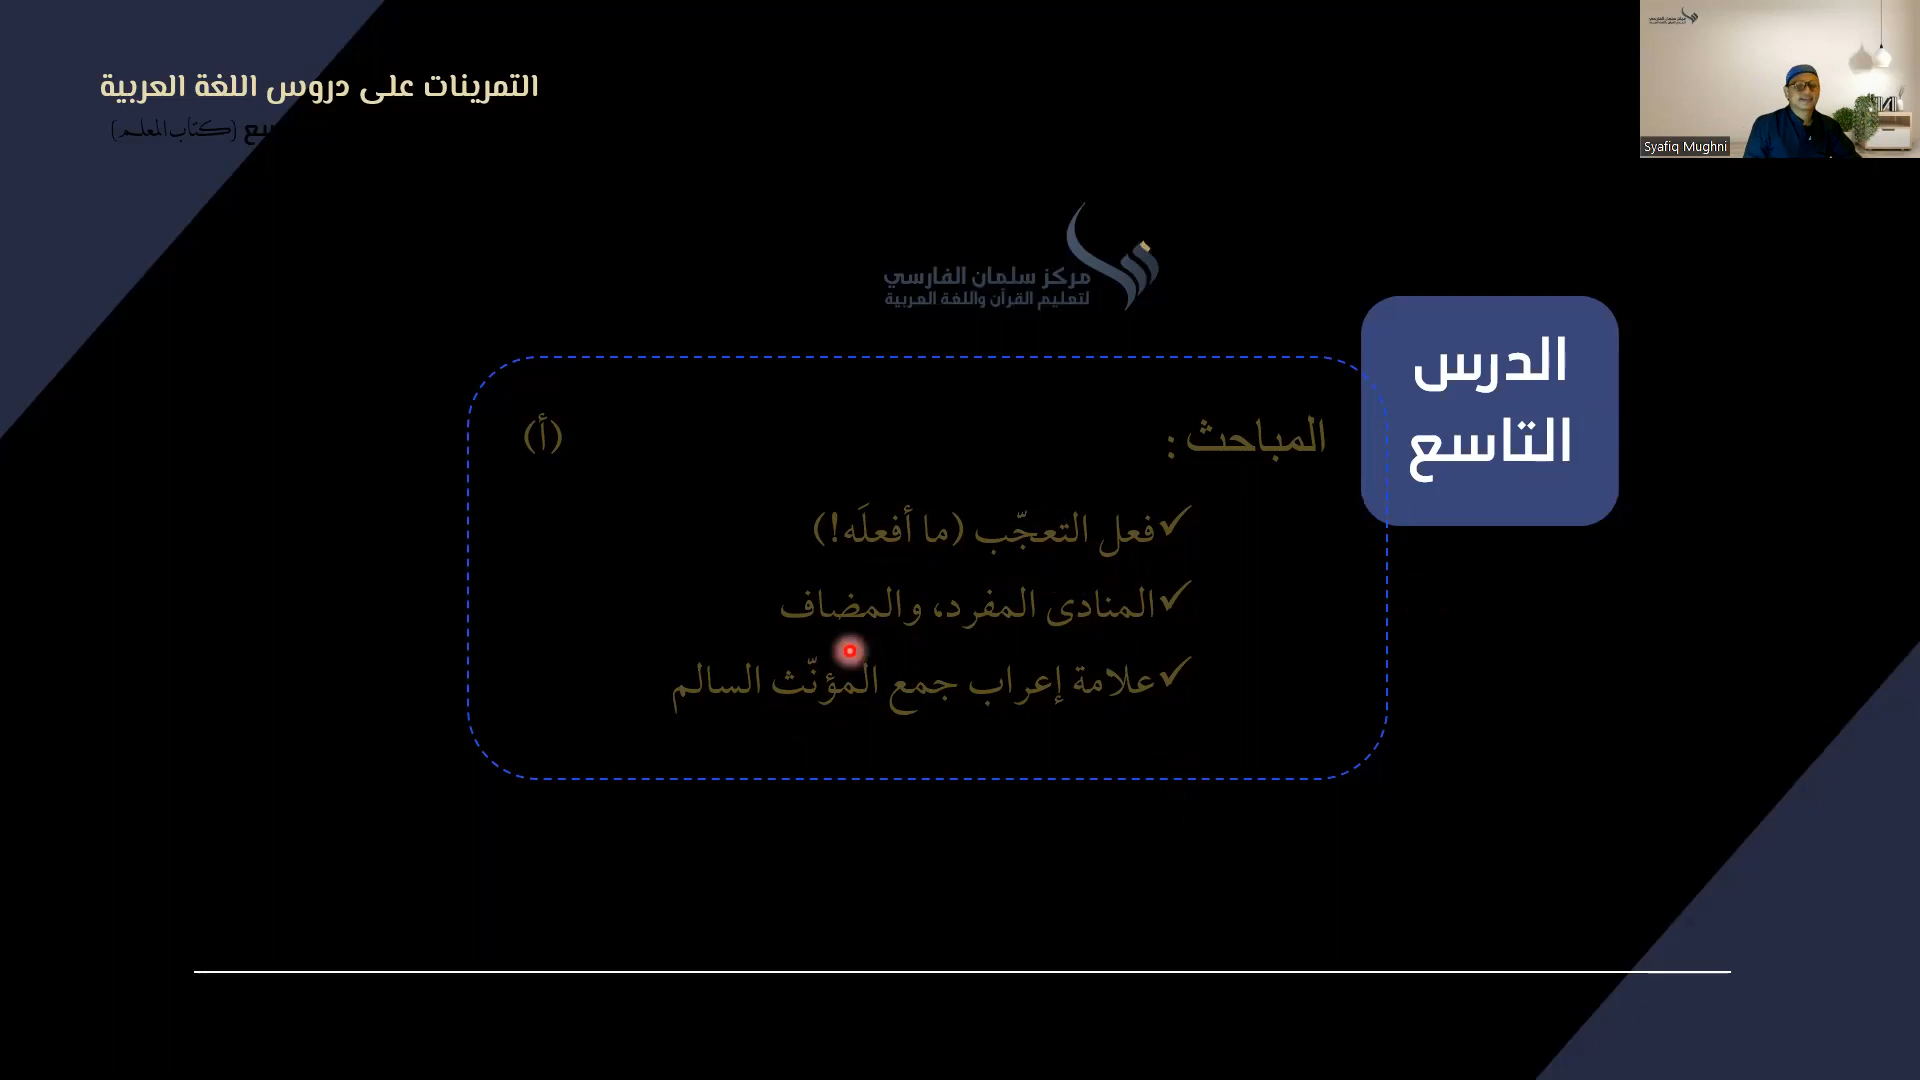 التمرينات على دروس اللغة العربية
(كتاب المعلم)
مركز سلمان الفارسي
لتعليم القرآن واللغة العربية
Syafiq Mughni
الدرس
التاسع
المباحث : (أ)
✓فعل التعجّب (ما أفعلَه!)
✓المنادى المفرد، والمضاف
✓علامة إعراب جمع المؤنّث السالم